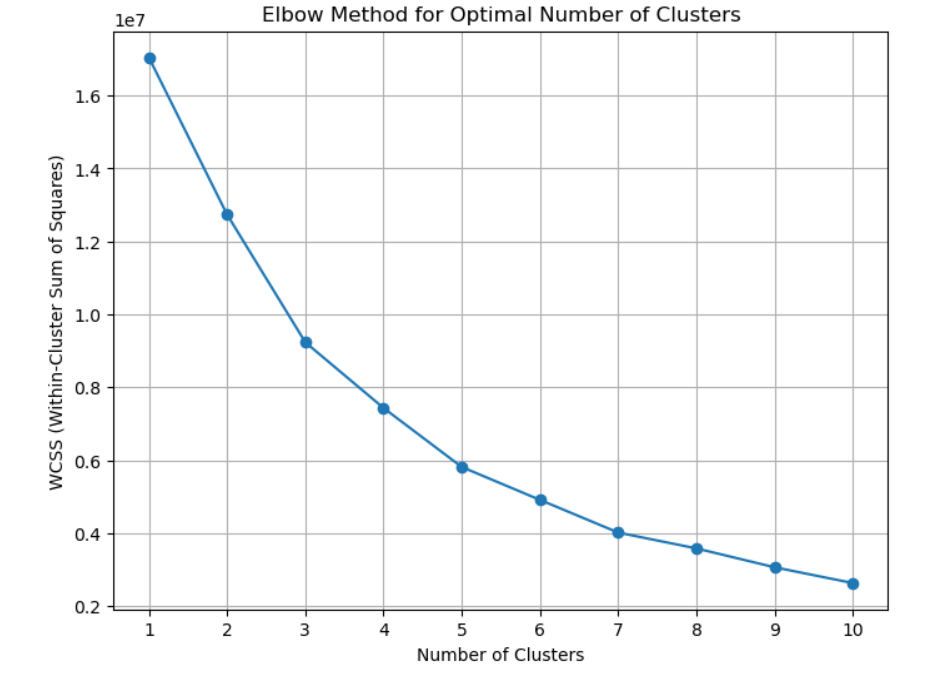 Elbow Method for Optimal Number of Clusters
1e7
1.6
1.4
1.2
1.0
0.8
0.6
0.4
0.2
WCSS (Within-Cluster Sum of Squares)
1 2 3 4 5 6 7 8 9 10
Number of Clusters